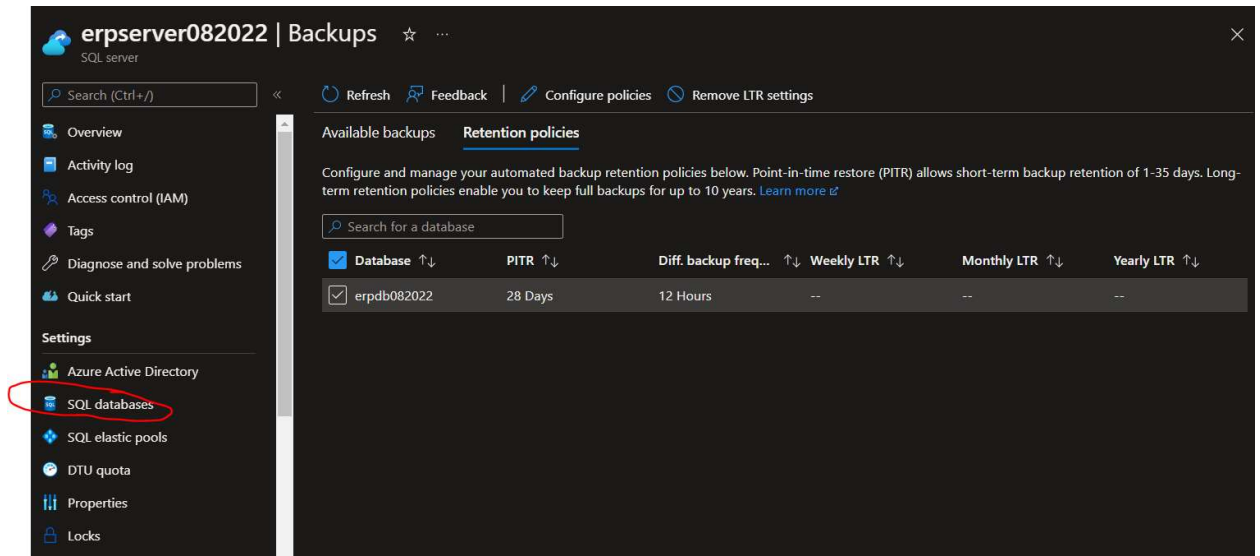 erpserver082022 | Backups ☆ ...
SQL server
Search (Ctrl+/)
«
Overview
Activity log
Access control (IAM)
Tags
Diagnose and solve problems
Quick start
Settings
Azure Active Directory
SQL databases
SQL elastic pools
DTU quota
Properties
Locks
Refresh Feedback | Configure policies Remove LTR settings
Available backups Retention policies
Configure and manage your automated backup retention policies below. Point-in-time restore (PITR) allows short-term backup retention of 1-35 days. Long-
term retention policies enable you to keep full backups for up to 10 years. Learn more
Search for a database
Database ↑↓ PITR ↑↓ Diff. backup freq... ↑↓ Weekly LTR ↑↓ Monthly LTR ↑↓ Yearly LTR ↑↓
erpdb082022 28 Days 12 Hours -- -- --